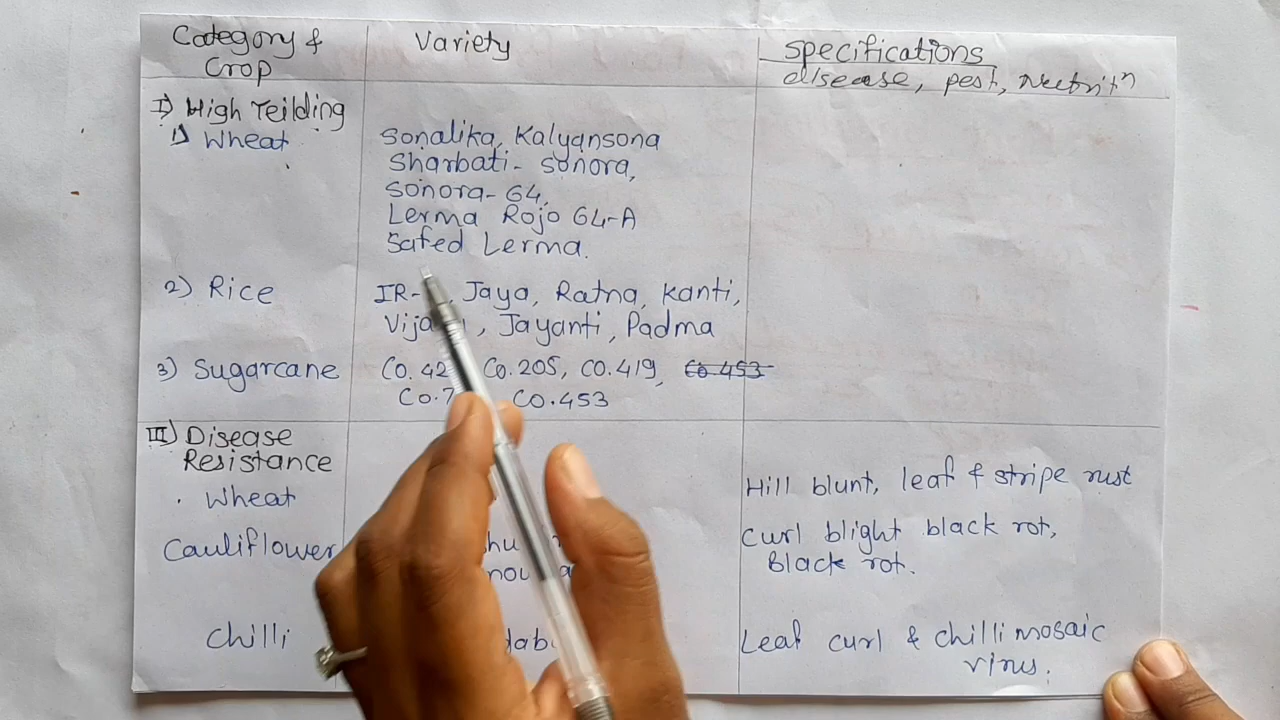 Category & Variety Specifications
Crop disease, pest, Nutritn
I) High Yeilding
1) Wheat Sonalika, Kalyansona
Sharbati- Sonora,
Sonora- 64,
Lerma Rojo 64-A
Safed Lerma.
2) Rice IR- Jaya, Ratna, Kanti,
Jayanti, Padma
3) Sugarcane Co. 205, Co. 419, Co 453
Co. 453
III) Disease
Resistance
. Wheat Hill blunt, leaf & stripe rust
Cauliflower Curl blight black rot,
Black rot.
Chilli Leaf curl & chilli mosaic
virus.